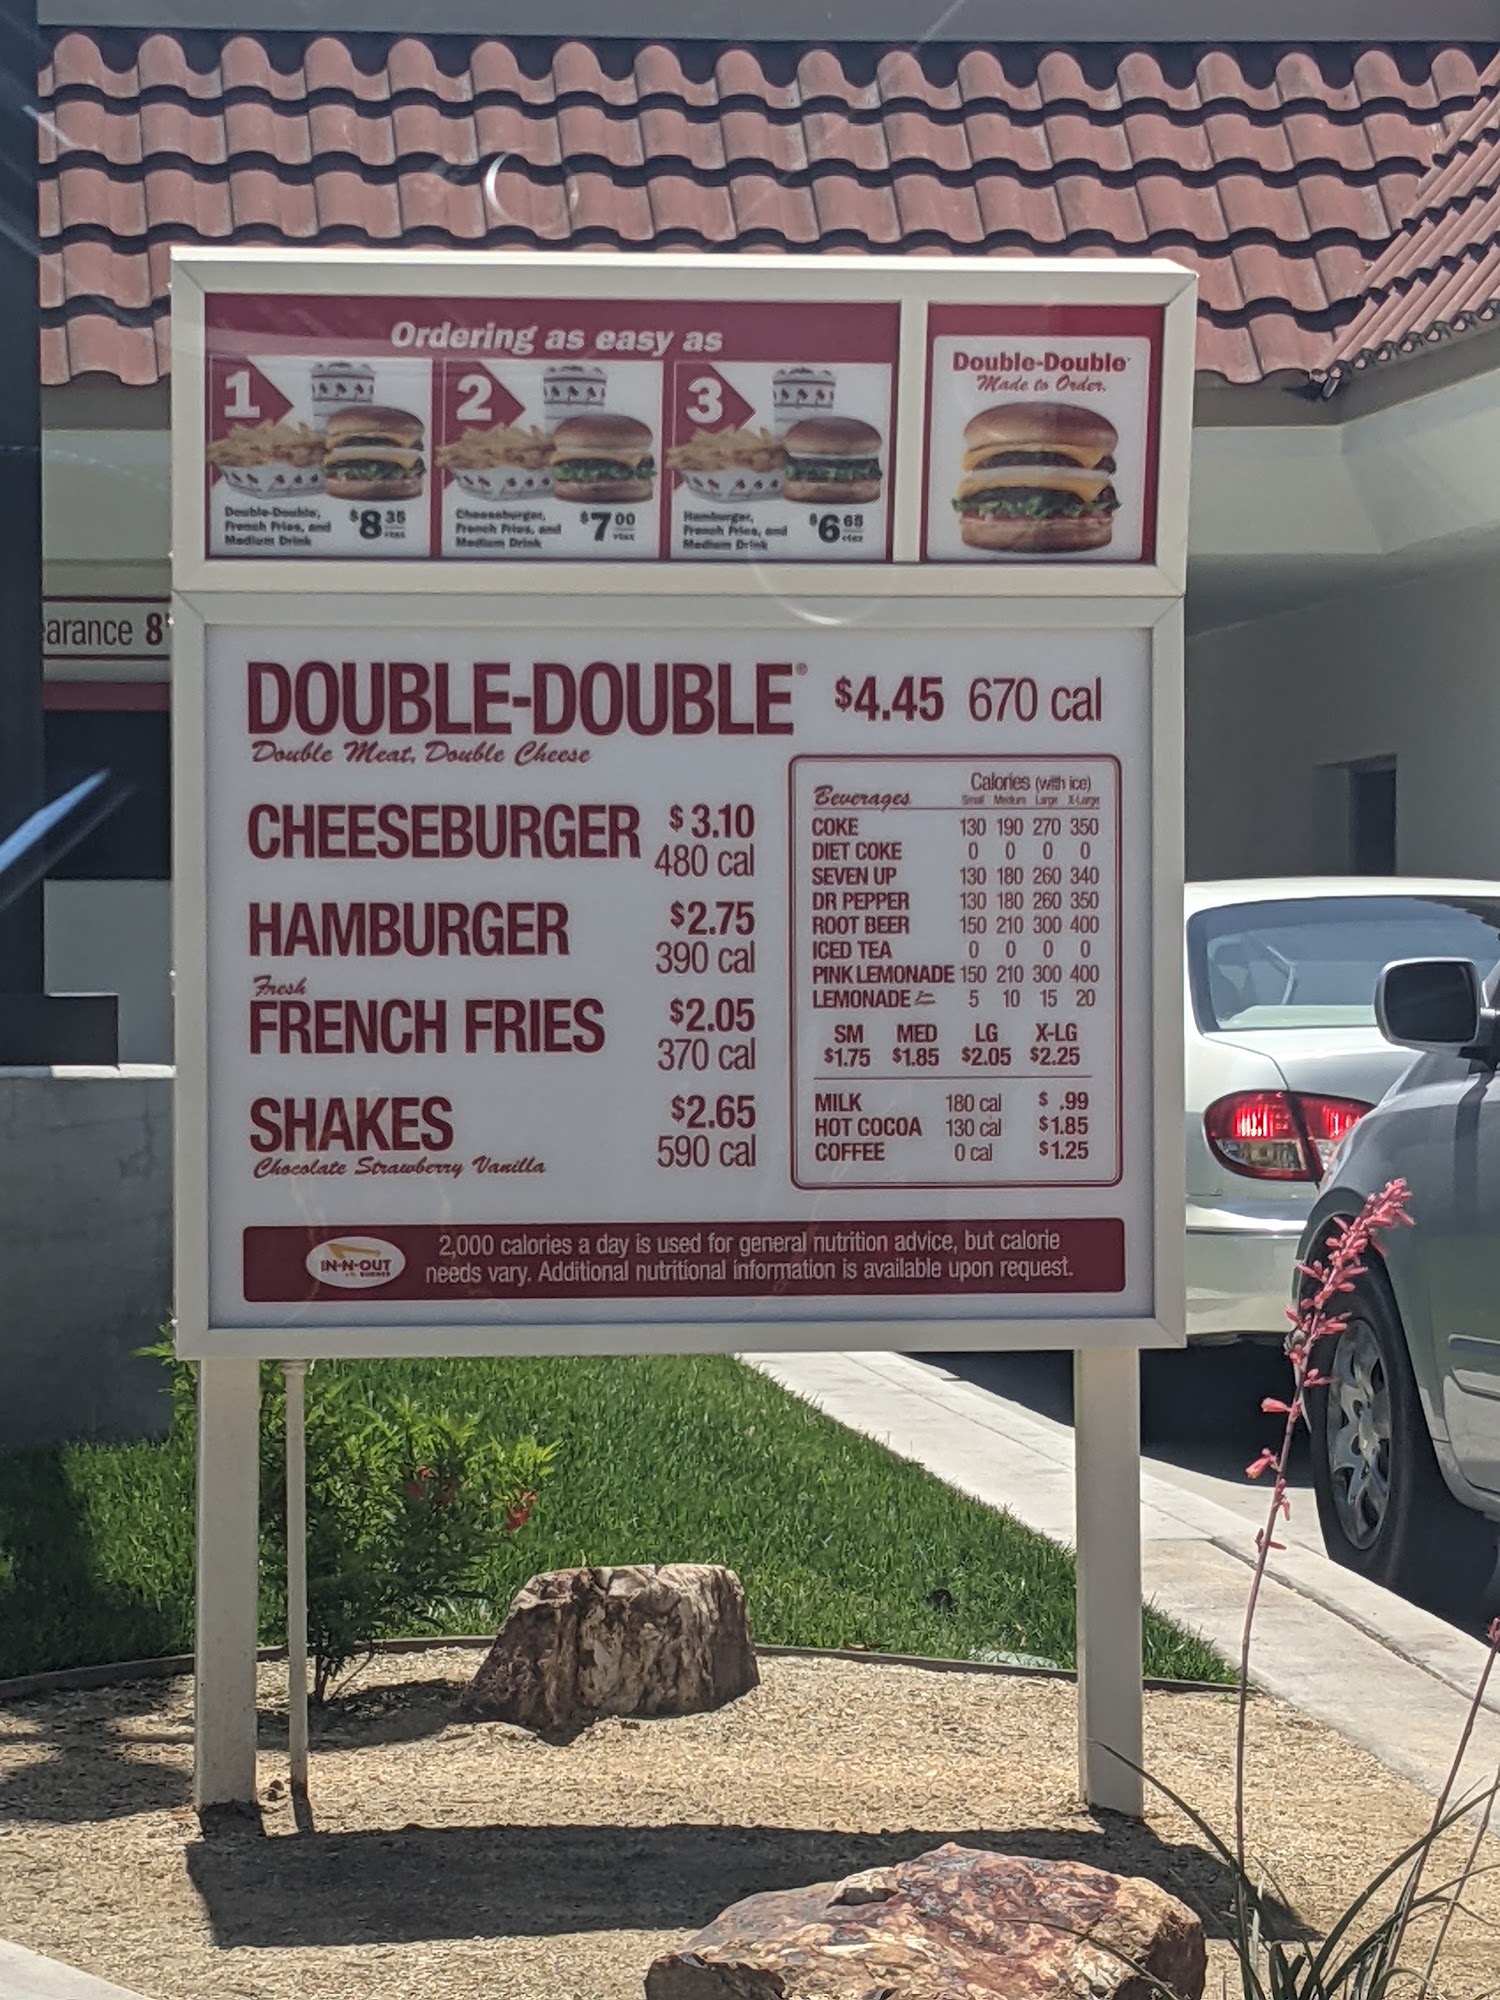 Ordering as easy as
1
Double-Double,
French Fries, and
Medium Drink
$8 35
+tax
2
Cheeseburger,
French Fries, and
Medium Drink
$7 00
+tax
3
Hamburger,
French Fries, and
Medium Drink
$6 65
+tax
Double-Double
Made to Order.
arance 8'
DOUBLE-DOUBLE® $4.45 670 cal
Double Meat, Double Cheese
CHEESEBURGER $3.10
480 cal
HAMBURGER $2.75
390 cal
Fresh
FRENCH FRIES $2.05
370 cal
SHAKES $2.65
590 cal
Chocolate Strawberry Vanilla
Beverages Calories (with ice)
Small Medium Large X-Large
COKE 130 190 270 350
DIET COKE 0 0 0 0
SEVEN UP 130 180 260 340
DR PEPPER 130 180 260 350
ROOT BEER 150 210 300 400
ICED TEA 0 0 0 0
PINK LEMONADE 150 210 300 400
LEMONADE 5 10 15 20
SM MED LG X-LG
$1.75 $1.85 $2.05 $2.25
MILK 180 cal $ .99
HOT COCOA 130 cal $1.85
COFFEE 0 cal $1.25
IN-N-OUT
BURGER
2,000 calories a day is used for general nutrition advice, but calorie
needs vary. Additional nutritional information is available upon request.